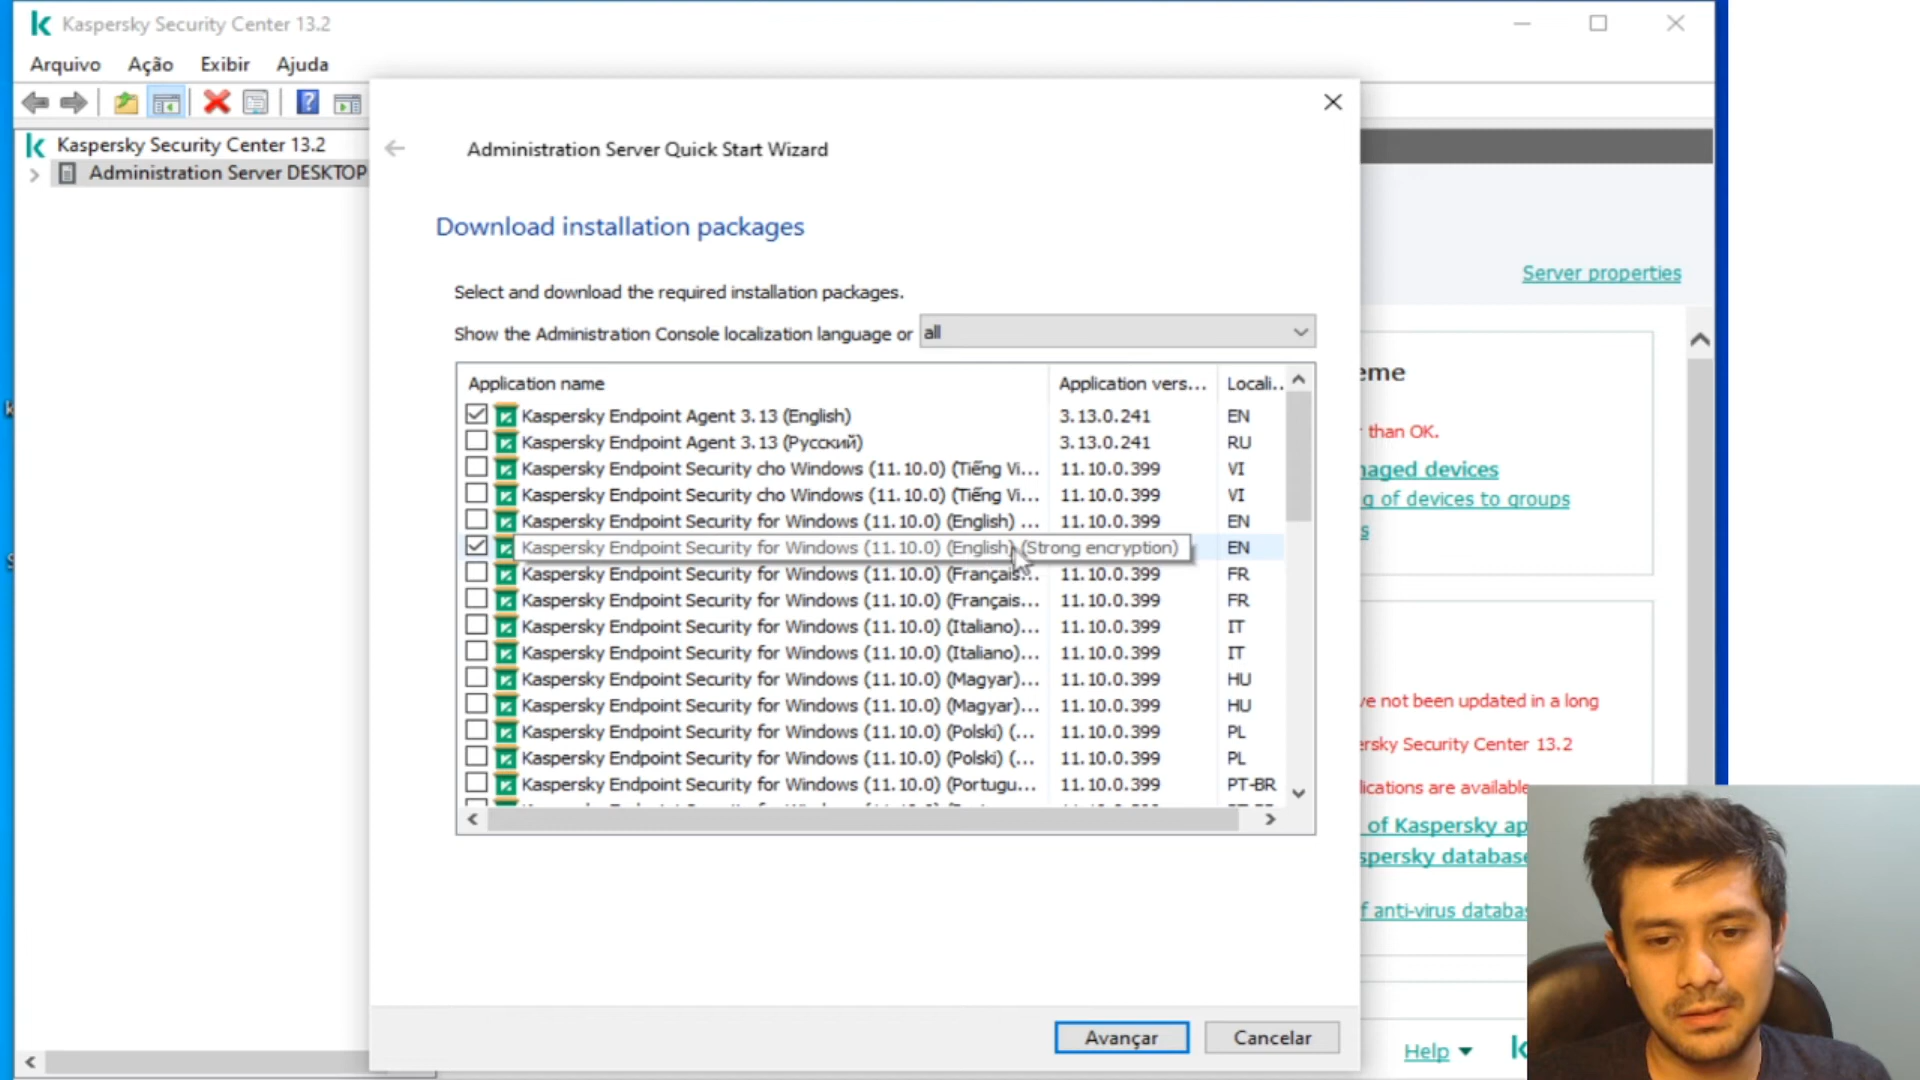 Kaspersky Security Center 13.2
Arquivo Ação Exibir Ajuda
Kaspersky Security Center 13.2
Administration Server DESKTOP
Administration Server Quick Start Wizard
Download installation packages
Select and download the required installation packages.
Show the Administration Console localization language or all
Application name Application vers... Locali...
Kaspersky Endpoint Agent 3.13 (English) 3.13.0.241 EN
Kaspersky Endpoint Agent 3.13 (Русский) 3.13.0.241 RU
Kaspersky Endpoint Security cho Windows (11.10.0) (Tiếng Vi... 11.10.0.399 VI
Kaspersky Endpoint Security cho Windows (11.10.0) (Tiếng Vi... 11.10.0.399 VI
Kaspersky Endpoint Security for Windows (11.10.0) (English) ... 11.10.0.399 EN
Kaspersky Endpoint Security for Windows (11.10.0) (English) (Strong encryption) EN
Kaspersky Endpoint Security for Windows (11.10.0) (Français... 11.10.0.399 FR
Kaspersky Endpoint Security for Windows (11.10.0) (Français... 11.10.0.399 FR
Kaspersky Endpoint Security for Windows (11.10.0) (Italiano)... 11.10.0.399 IT
Kaspersky Endpoint Security for Windows (11.10.0) (Italiano)... 11.10.0.399 IT
Kaspersky Endpoint Security for Windows (11.10.0) (Magyar)... 11.10.0.399 HU
Kaspersky Endpoint Security for Windows (11.10.0) (Magyar)... 11.10.0.399 HU
Kaspersky Endpoint Security for Windows (11.10.0) (Polski) (... 11.10.0.399 PL
Kaspersky Endpoint Security for Windows (11.10.0) (Polski) (... 11.10.0.399 PL
Kaspersky Endpoint Security for Windows (11.10.0) (Portugu... 11.10.0.399 PT-BR
Avançar Cancelar
Server properties
eme
than OK.
naged devices
g of devices to groups
s
ve not been updated in a long
ersky Security Center 13.2
lications are available
of Kaspersky ap
spersky database
f anti-virus databas
Help